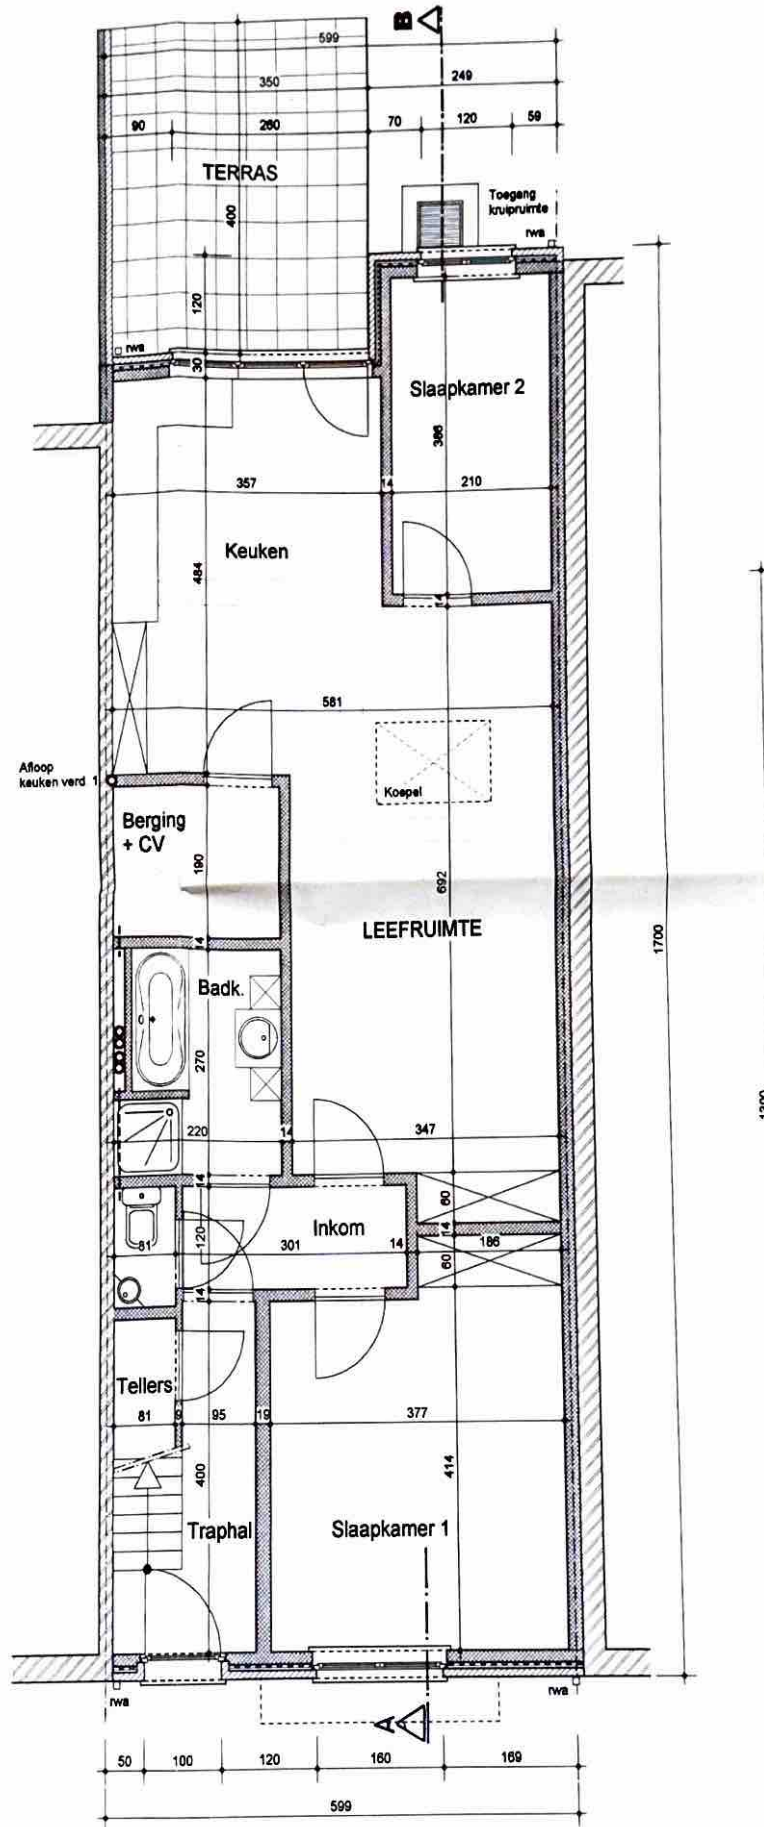 B
599
350
249
90
260
70
120
59
TERRAS
400
Toegang
kruipruimte
rwa
120
rwa
30
Slaapkamer 2
386
357
14
210
Keuken
484
14
581
Afloop
keuken verd 1
Koepel
Berging
+ CV
190
692
LEEFRUIMTE
14
1700
Badk.
270
1300
220
14
347
14
60
Inkom
81
120
301
14
14
186
60
14
Tellers
81
9
95
19
377
400
414
Traphal
Slaapkamer 1
rwa
rwa
A
50
100
120
160
169
599